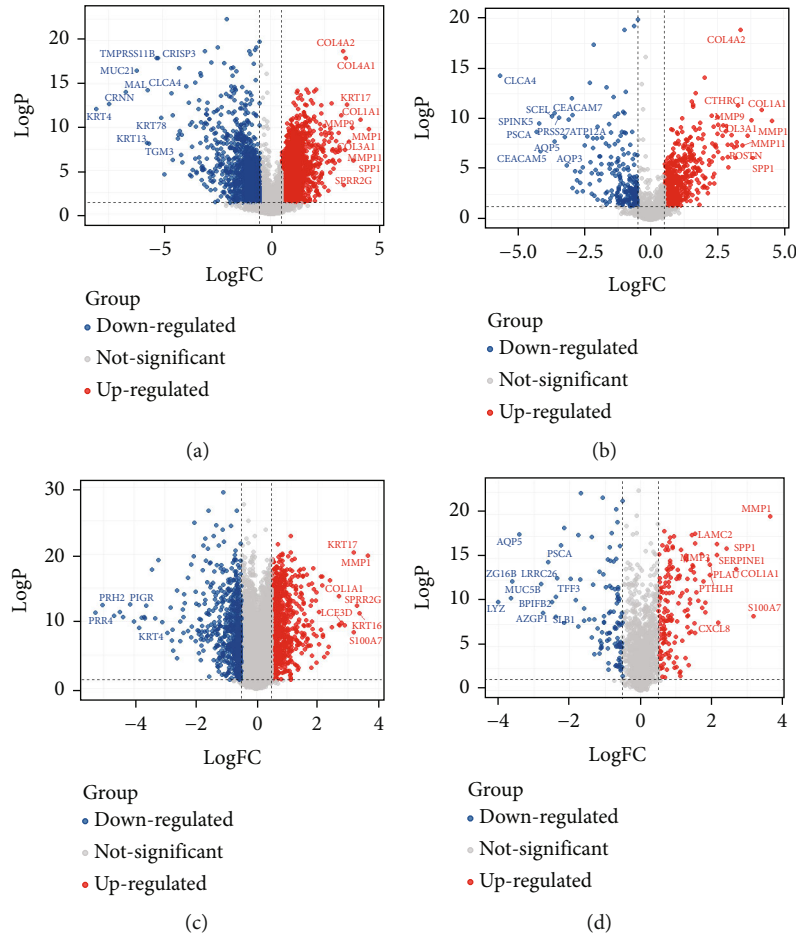 20
15
10
5
0
LogP
TMPRSS11B
CRISP3
MUC21
MAL
CLCA4
CRNN
KRT4
KRT78
KRT13
TGM3
COL4A2
COL4A1
KRT17
COL1A1
MMP9
MMP1
COL3A1
MMP11
SPP1
SPRR2G
−5
0
5
LogFC
Group
Down-regulated
Not-significant
Up-regulated
(a)
20
15
10
5
0
LogP
CLCA4
SCEL
CEACAM7
SPINK5
PSCA
PRSS27
ATP12A
AQP5
CEACAM5
AQP3
COL4A2
CTHRC1
COL1A1
MMP9
COL3A1
MMP1
MMP11
POSTN
SPP1
−5.0
−2.5
0.0
2.5
5.0
LogFC
Group
Down-regulated
Not-significant
Up-regulated
(b)
30
20
10
0
LogP
PRH2
PIGR
PRR4
KRT4
KRT17
MMP1
COL1A1
SPRR2G
LCE3D
KRT16
S100A7
−4
−2
0
2
4
LogFC
Group
Down-regulated
Not-significant
Up-regulated
(c)
20
15
10
5
0
LogP
AQP5
PSCA
ZG16B
LRRC26
MUC5B
TFF3
LYZ
BPIFB2
AZGP1
MMP1
LAMC2
SPP1
MMP3
SERPINE1
PLAU
COL1A1
PTHLH
S100A7
CXCL8
−4
−2
0
2
4
LogFC
Group
Down-regulated
Not-significant
Up-regulated
(d)